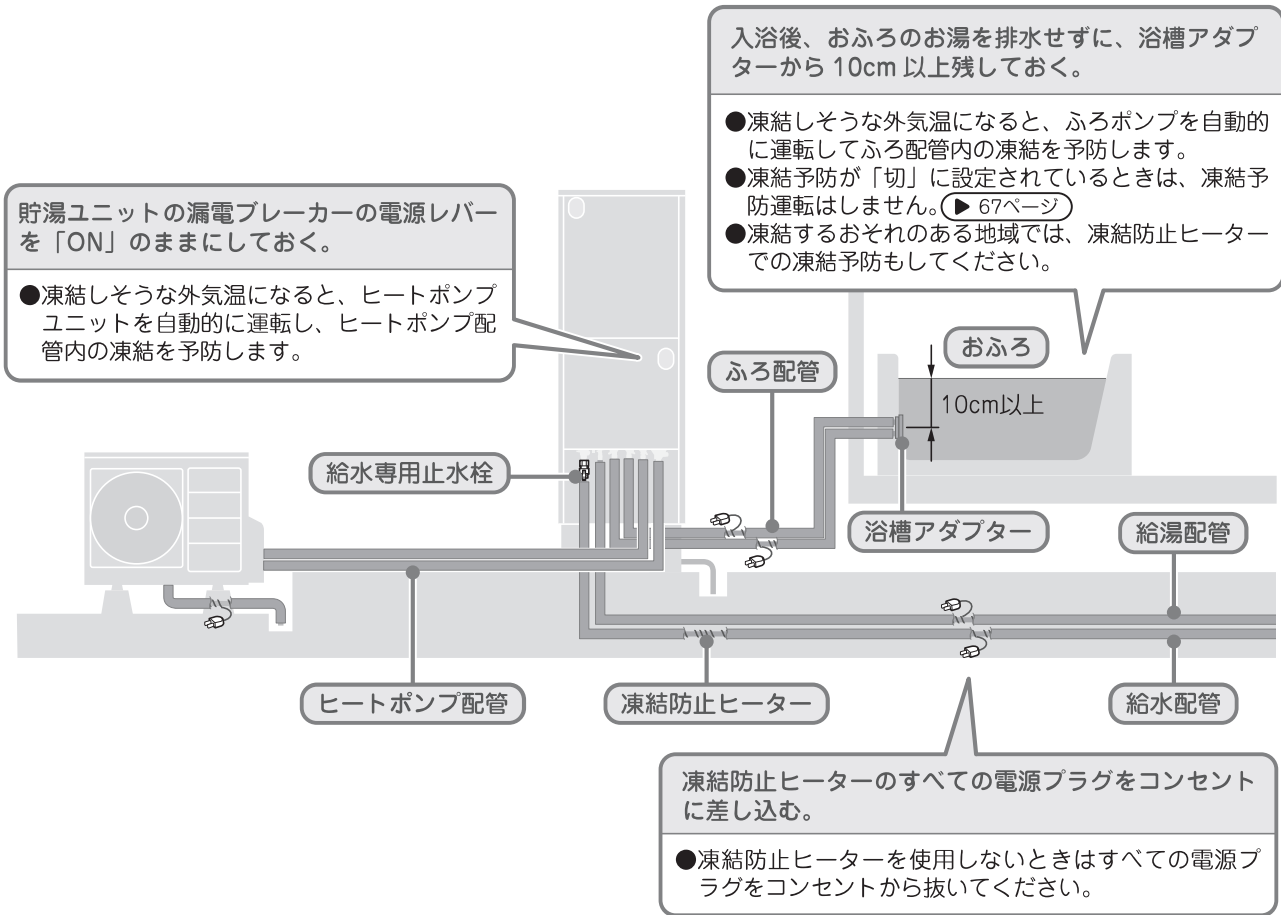 入浴後、おふろのお湯を排水せずに、浴槽アダプ
ターから 10cm 以上残しておく。
●凍結しそうな外気温になると、ふろポンプを自動的
に運転してふろ配管内の凍結を予防します。
●凍結予防が「切」に設定されているときは、凍結予
防運転はしません。(▶ 67ページ)
●凍結するおそれのある地域では、凍結防止ヒーター
での凍結予防もしてください。
貯湯ユニットの漏電ブレーカーの電源レバー
を「ON」のままにしておく。
●凍結しそうな外気温になると、ヒートポンプ
ユニットを自動的に運転し、ヒートポンプ配
管内の凍結を予防します。
おふろ
ふろ配管
10cm以上
給水専用止水栓
浴槽アダプター
給湯配管
ヒートポンプ配管
凍結防止ヒーター
給水配管
凍結防止ヒーターのすべての電源プラグをコンセント
に差し込む。
●凍結防止ヒーターを使用しないときはすべての電源プ
ラグをコンセントから抜いてください。